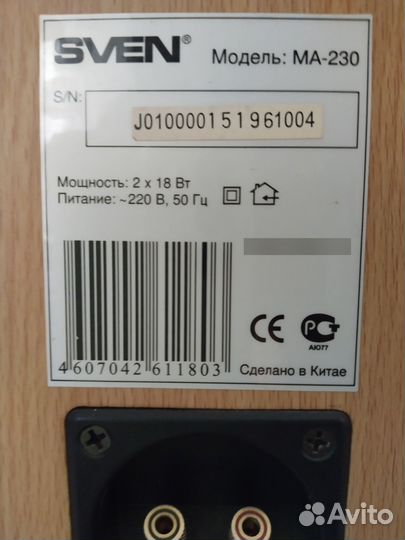 SVEN® Модель: MA-230
S/N: J010000151961004
Мощность: 2 x 18 Вт
Питание: ~220 В, 50 Гц
CE РСТ
АЮ77
4 607042 611803 Сделано в Китае
Avito